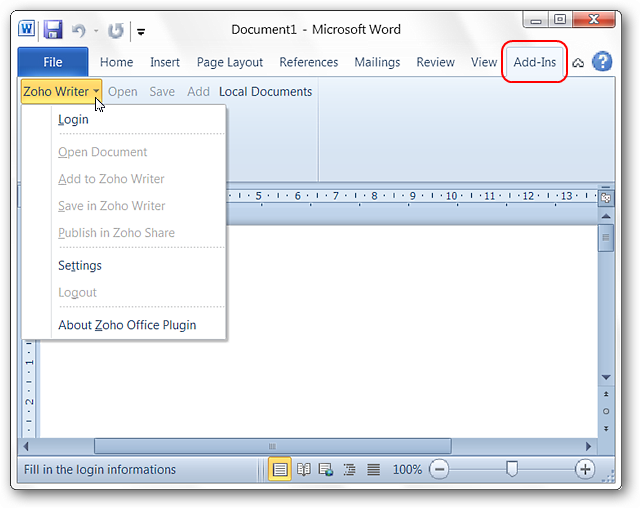 W Document1 - Microsoft Word
File Home Insert Page Layout References Mailings Review View Add-Ins ?
Zoho Writer Open Save Add Local Documents
Login
Open Document
Add to Zoho Writer
Save in Zoho Writer
Publish in Zoho Share
Settings
Logout
About Zoho Office Plugin
5 6 7 8 9 10 11 12 13
1
2
Fill in the login informations 100%